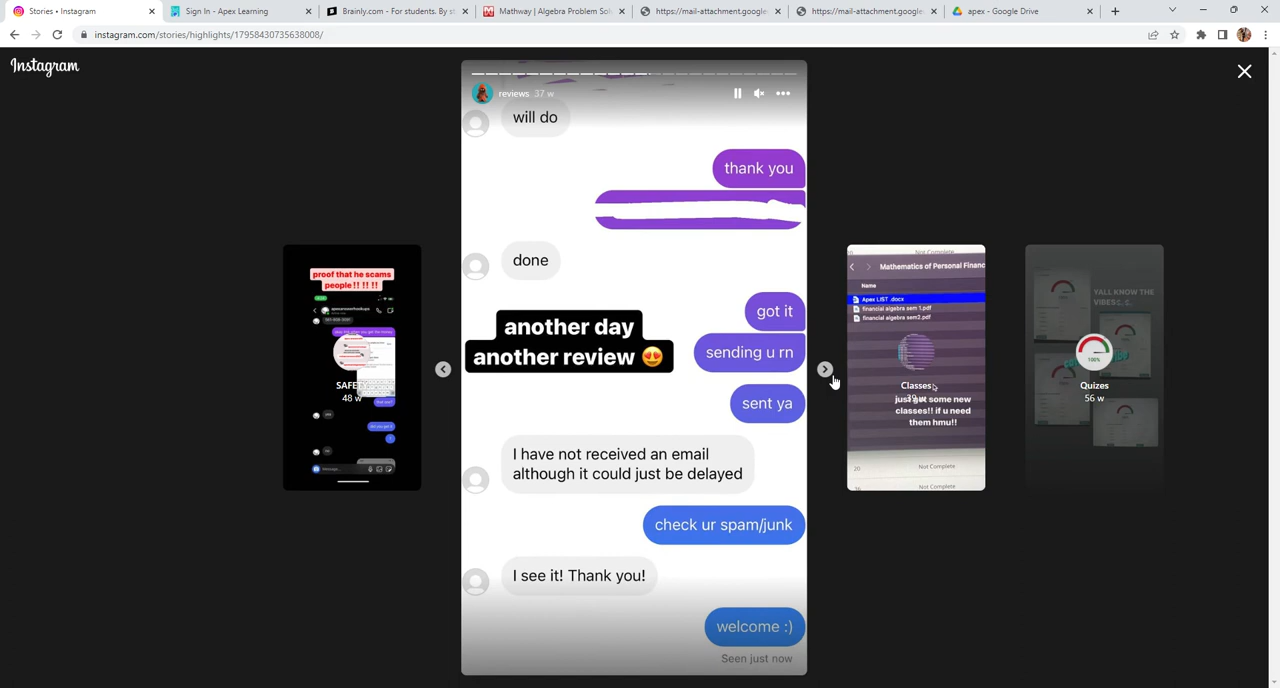 Stories • Instagram
Sign In - Apex Learning
Brainly.com - For students. By st
Mathway | Algebra Problem Sol
https://mail-attachment.google
https://mail-attachment.google
apex - Google Drive
instagram.com/stories/highlights/17958430735638008/
Instagram
reviews 37 w
will do
thank you
done
got it
another day
another review 😍
sending u rn
sent ya
I have not received an email
although it could just be delayed
check ur spam/junk
I see it! Thank you!
welcome :)
Seen just now
proof that he scams
people!! !! !!
SAFE
48 w
Not Complete
Mathematics of Personal Financ
Name
Apex LIST .docx
financial algebra sem 1.pdf
financial algebra sem2.pdf
Classes
39 w
just got some new
classes!! if u need
them hmu!!
20 Not Complete
Not Complete
YALL KNOW THE
VIBES
100%
Quizes
56 w